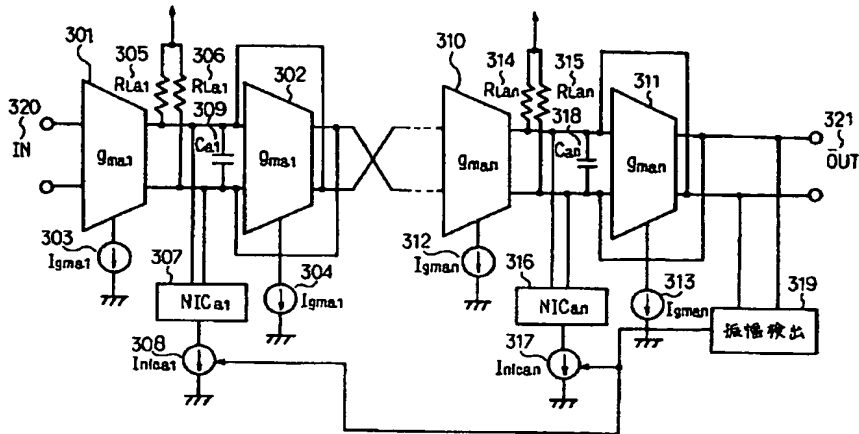 301
305
306
RLa1
RLa1
309
Ca1
302
320
IN
gma1
gma1
303
Igma1
307
NICa1
304
Igma1
308
Inica1
310
314
315
RLan
RLan
318
Can
311
321
OUT
gman
gman
312
Igman
316
NICan
313
Igman
319
振幅検出
317
Inican